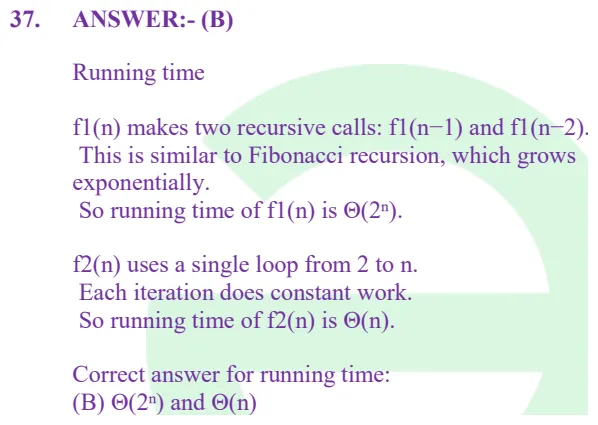 37. ANSWER:- (B)
Running time
f1(n) makes two recursive calls: f1(n−1) and f1(n−2).
This is similar to Fibonacci recursion, which grows
exponentially.
So running time of f1(n) is Θ(2ⁿ).
f2(n) uses a single loop from 2 to n.
Each iteration does constant work.
So running time of f2(n) is Θ(n).
Correct answer for running time:
(B) Θ(2ⁿ) and Θ(n)